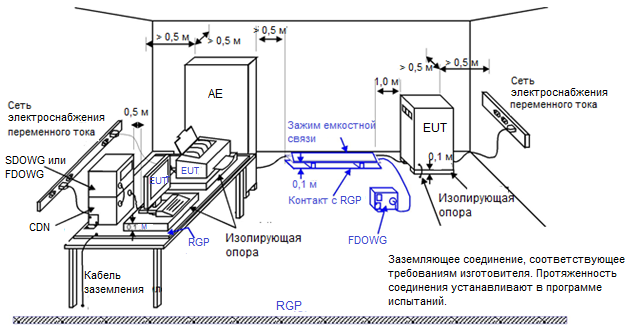 > 0,5 м
> 0,5 м
> 0,5 м
> 0,5 м
> 0,5 м
1,0 м
Сеть
электроснабжения
переменного тока
0,5 м
AE
Зажим емкостной
связи
EUT
0,1 м
Сеть
электроснабжения
переменного тока
SDOWG или
FDOWG
EUT
EUT
0,1 м
Контакт с RGP
Изолирующая
опора
CDN
0,1 м
RGP
Изолирующая
опора
FDOWG
Кабель
заземления
Заземляющее соединение, соответствующее
требованиям изготовителя. Протяженность
соединения устанавливают в программе
испытаний.
RGP